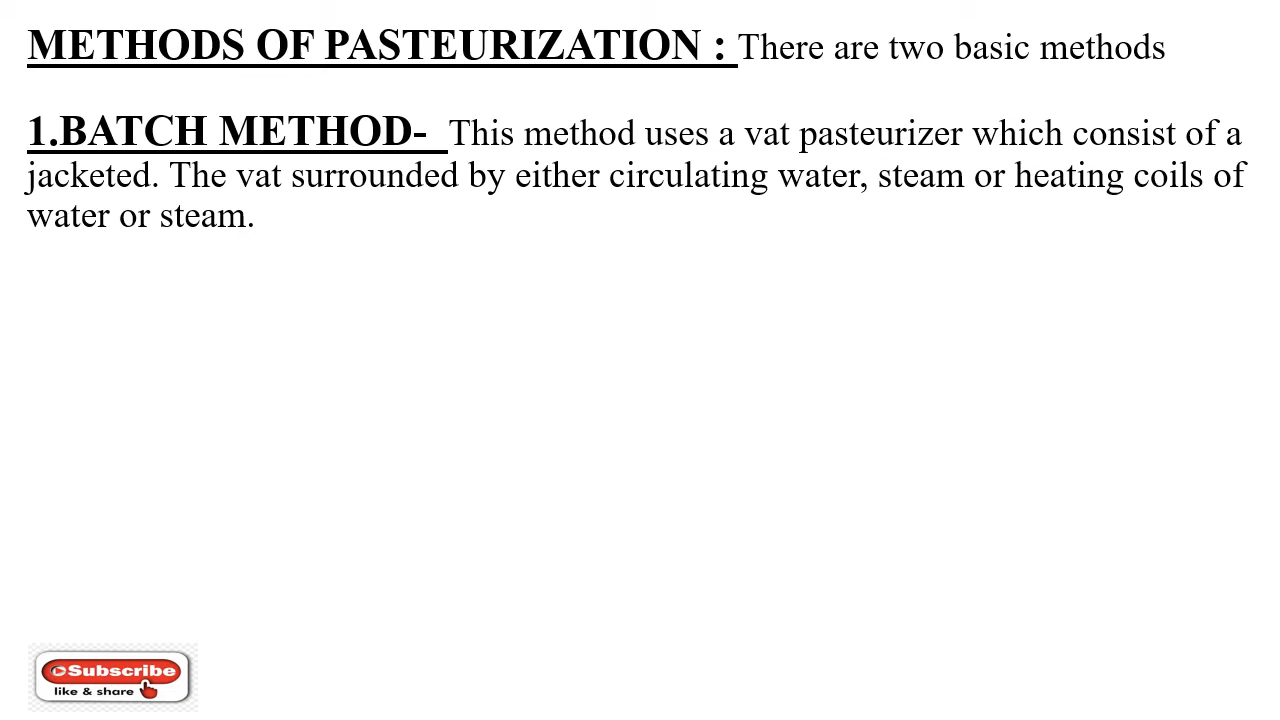 METHODS OF PASTEURIZATION : There are two basic methods
1.BATCH METHOD- This method uses a vat pasteurizer which consist of a
jacketed. The vat surrounded by either circulating water, steam or heating coils of
water or steam.
Subscribe
like & share